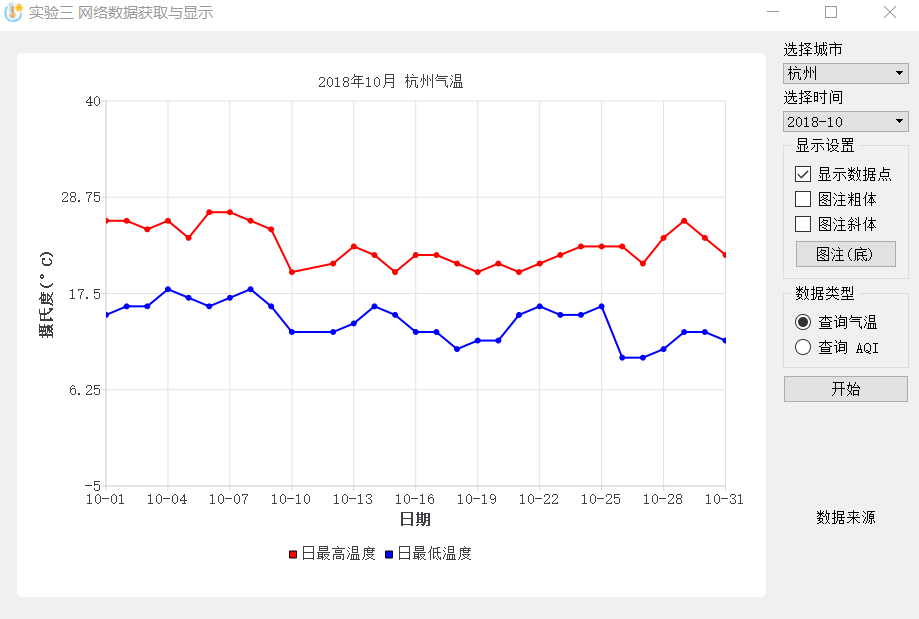 实验三 网络数据获取与显示
2018年10月 杭州气温
40
28.75
17.5
6.25
-5
摄氏度(°C)
10-01 10-04 10-07 10-10 10-13 10-16 10-19 10-22 10-25 10-28 10-31
日期
日最高温度 日最低温度
选择城市
杭州
选择时间
2018-10
显示设置
显示数据点
图注粗体
图注斜体
图注(底)
数据类型
查询气温
查询 AQI
开始
数据来源